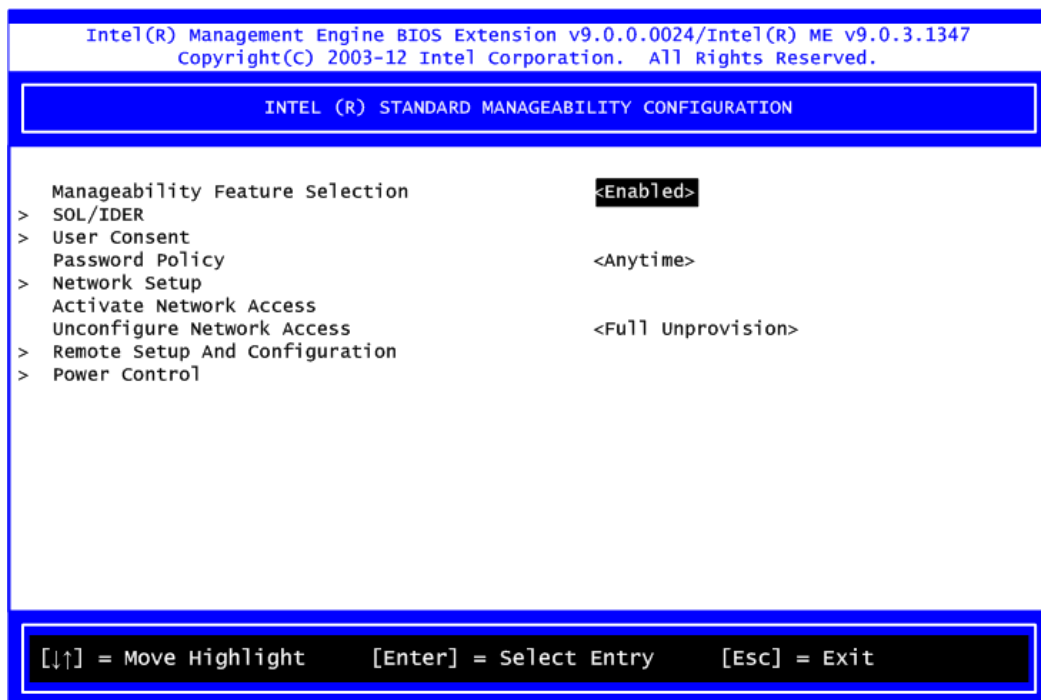 Intel(R) Management Engine BIOS Extension v9.0.0.0024/Intel(R) ME v9.0.3.1347
Copyright(C) 2003-12 Intel Corporation. All Rights Reserved.
INTEL (R) STANDARD MANAGEABILITY CONFIGURATION
Manageability Feature Selection <Enabled>
> SOL/IDER
> User Consent
Password Policy <Anytime>
> Network Setup
Activate Network Access
Unconfigure Network Access <Full Unprovision>
> Remote Setup And Configuration
> Power Control
[↓↑] = Move Highlight [Enter] = Select Entry [Esc] = Exit